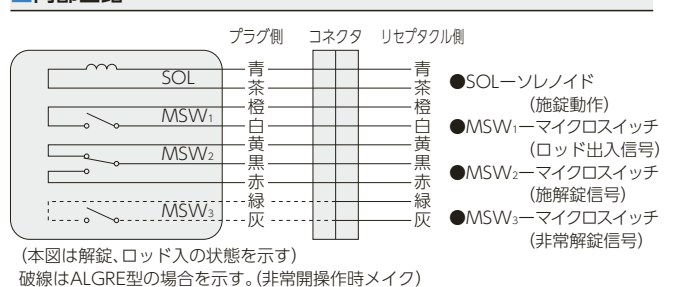 プラグ側 コネクタ リセプタクル側
SOL 青 青
茶 茶
MSW1 橙 橙
白 白
MSW2 黄 黄
黒 黒
赤 赤
MSW3 緑 緑
灰 灰
●SOLーソレノイド
(施錠動作)
●MSW1ーマイクロスイッチ
(ロッド出入信号)
●MSW2ーマイクロスイッチ
(施解錠信号)
●MSW3ーマイクロスイッチ
(非常解錠信号)
(本図は解錠、ロッド入の状態を示す)
破線はALGRE型の場合を示す。(非常開操作時メイク)